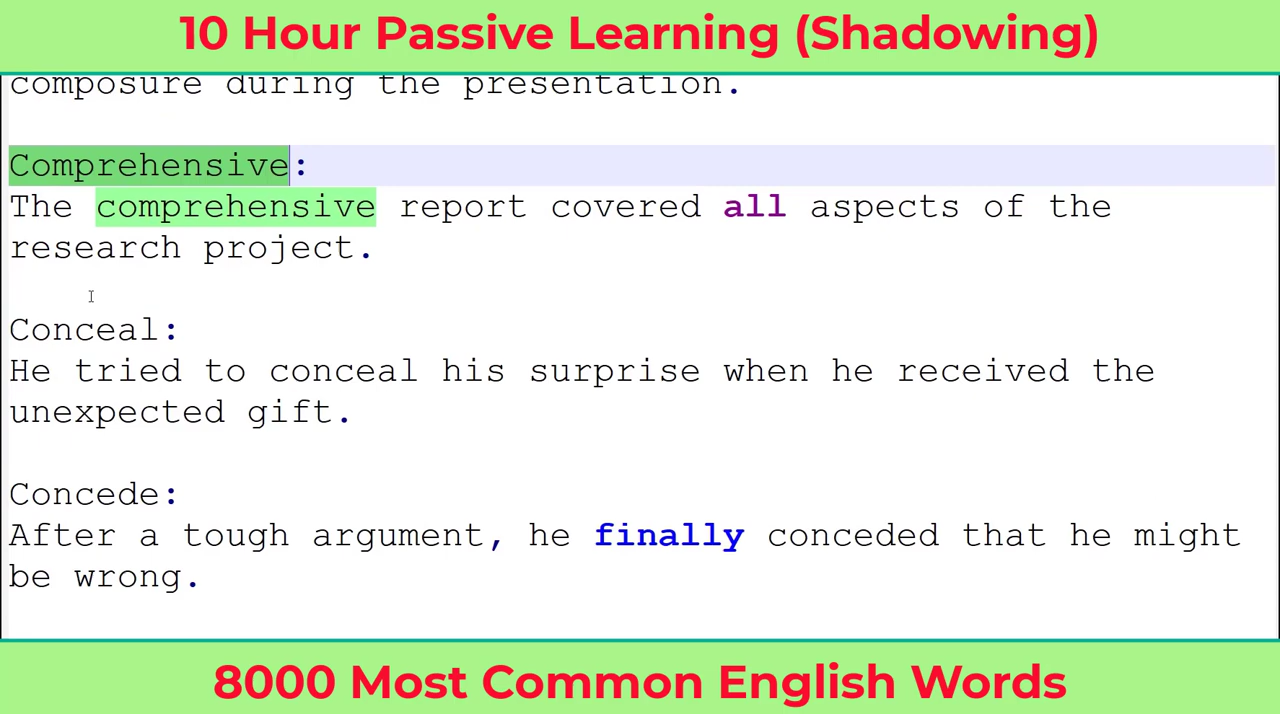 10 Hour Passive Learning (Shadowing)
composure during the presentation.
Comprehensive:
The comprehensive report covered all aspects of the
research project.
Conceal:
He tried to conceal his surprise when he received the
unexpected gift.
Concede:
After a tough argument, he finally conceded that he might
be wrong.
8000 Most Common English Words